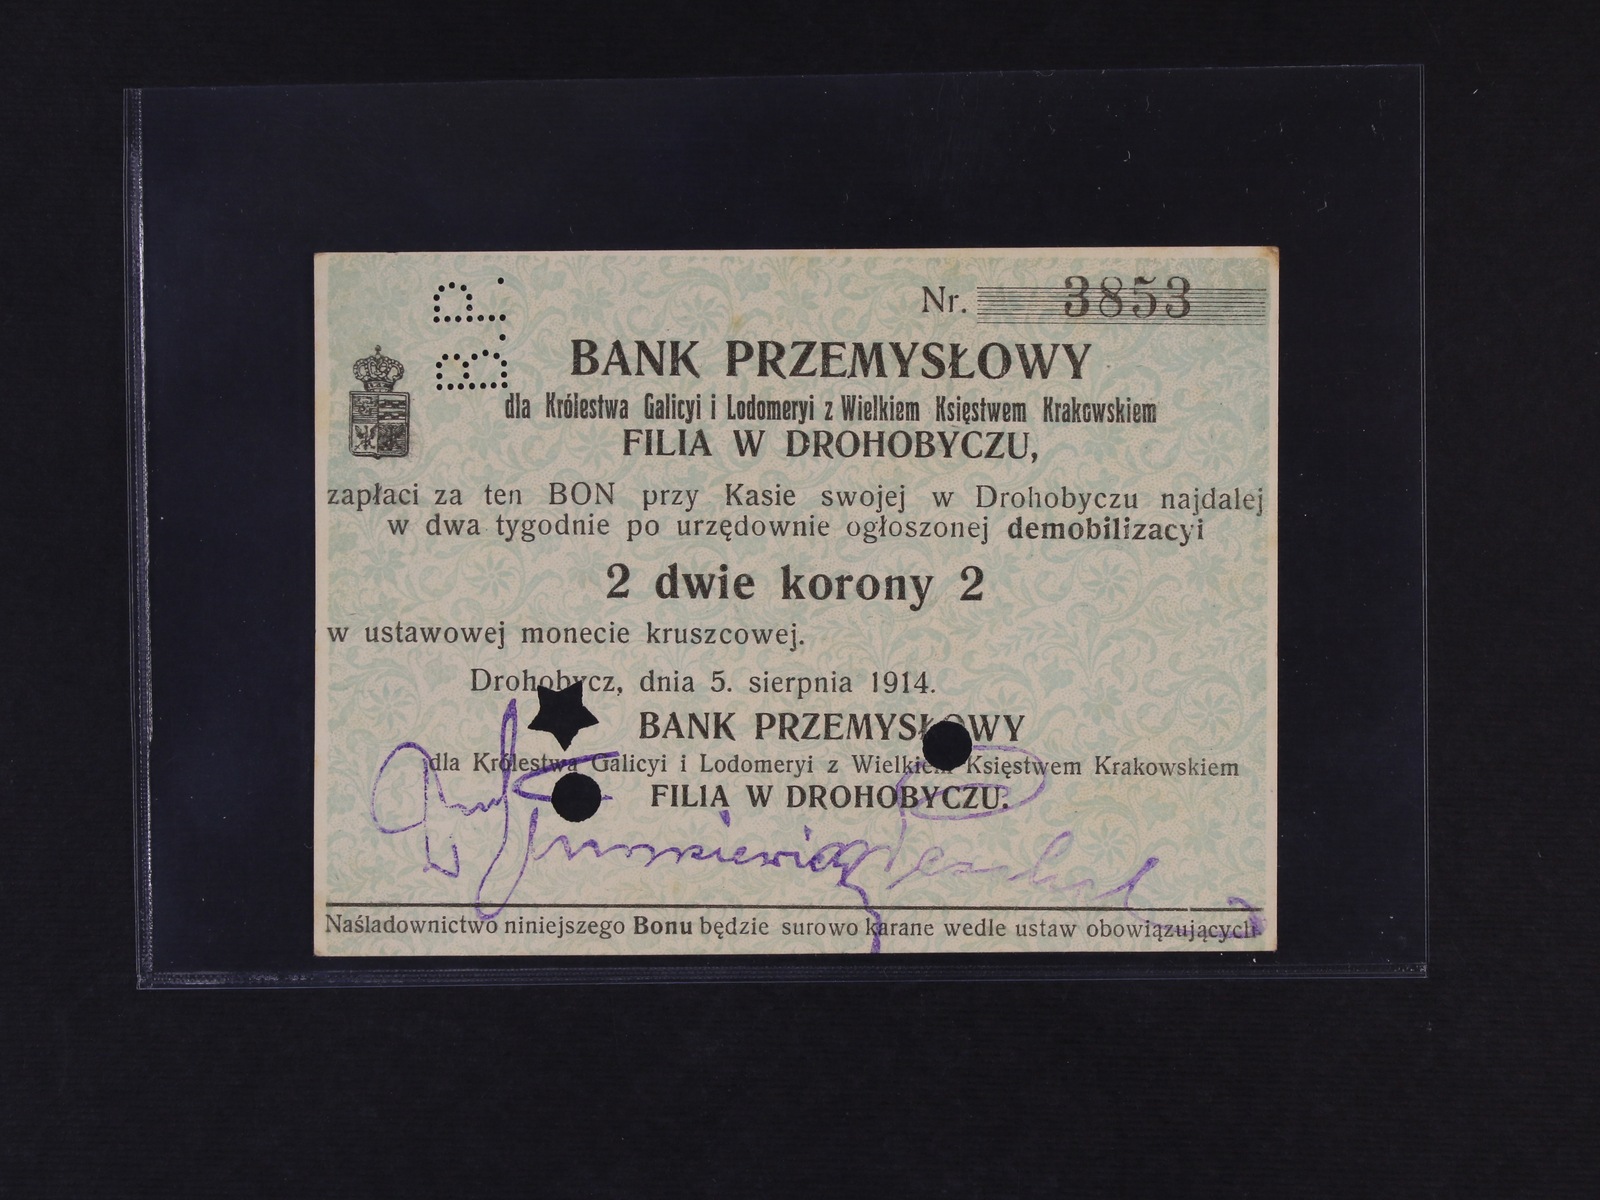 B. P.
Nr. 3853
BANK PRZEMYSŁOWY
dla Królestwa Galicyi i Lodomeryi z Wielkiem Księstwem Krakowskiem
FILIA W DROHOBYCZU,
zapłaci za ten BON przy Kasie swojej w Drohobyczu najdalej
w dwa tygodnie po urzędownie ogłoszonej demobilizacyi
2 dwie korony 2
w ustawowej monecie kruszcowej.
Drohobycz, dnia 5. sierpnia 1914.
BANK PRZEMYSŁOWY
dla Królestwa Galicyi i Lodomeryi z Wielkiem Księstwem Krakowskiem
FILIA W DROHOBYCZU.
Naśladownictwo niniejszego Bonu będzie surowo karane wedle ustaw obowiązujących.